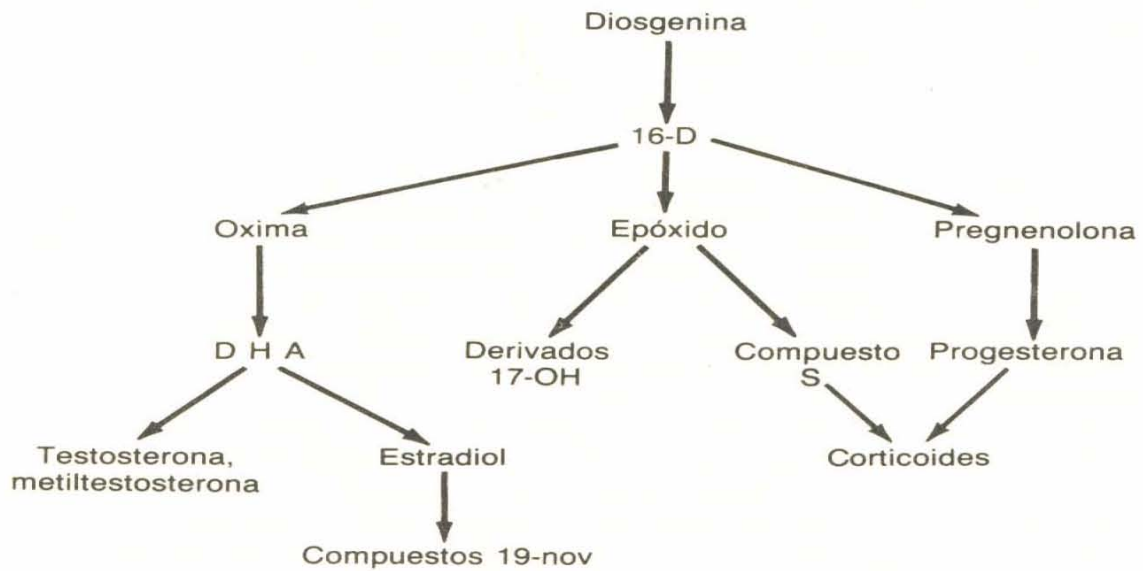 Diosgenina
16-D
Oxima
Epóxido
Pregnenolona
D H A
Derivados
17-OH
Compuesto
S
Progesterona
Testosterona,
metiltestosterona
Estradiol
Corticoides
Compuestos 19-nov